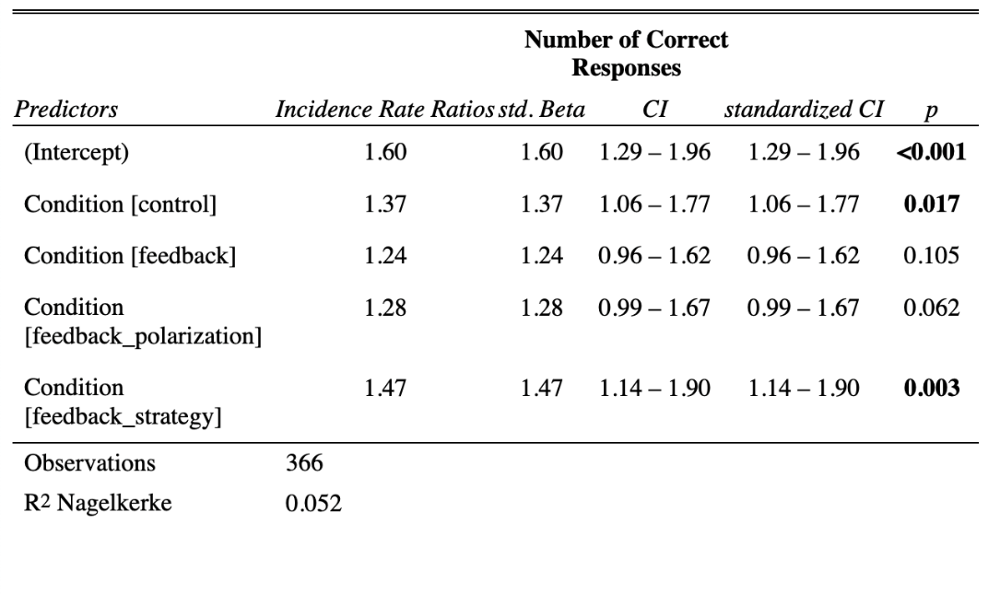 Number of Correct
Responses
Predictors Incidence Rate Ratios std. Beta CI standardized CI p
(Intercept) 1.60 1.60 1.29 – 1.96 1.29 – 1.96 <0.001
Condition [control] 1.37 1.37 1.06 – 1.77 1.06 – 1.77 0.017
Condition [feedback] 1.24 1.24 0.96 – 1.62 0.96 – 1.62 0.105
Condition 1.28 1.28 0.99 – 1.67 0.99 – 1.67 0.062
[feedback_polarization]
Condition 1.47 1.47 1.14 – 1.90 1.14 – 1.90 0.003
[feedback_strategy]
Observations 366
R2 Nagelkerke 0.052